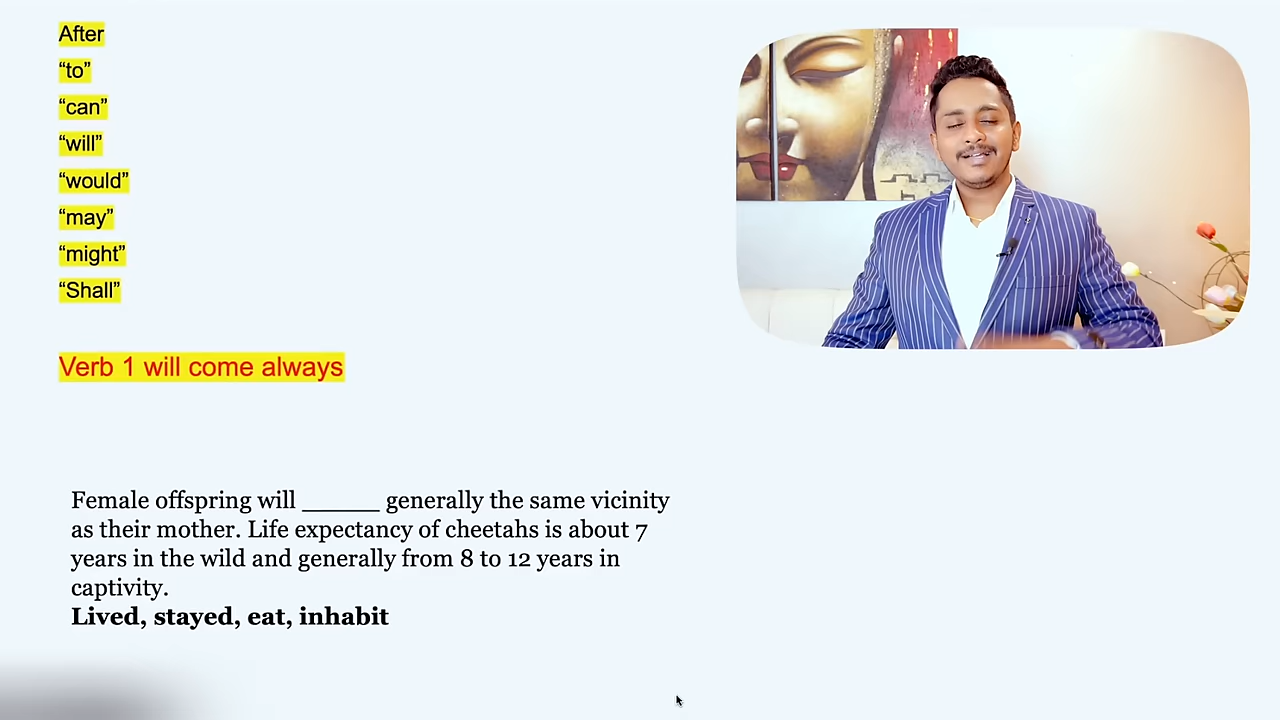 After
“to”
“can”
“will”
“would”
“may”
“might”
“Shall”
Verb 1 will come always
Female offspring will ______ generally the same vicinity
as their mother. Life expectancy of cheetahs is about 7
years in the wild and generally from 8 to 12 years in
captivity.
Lived, stayed, eat, inhabit